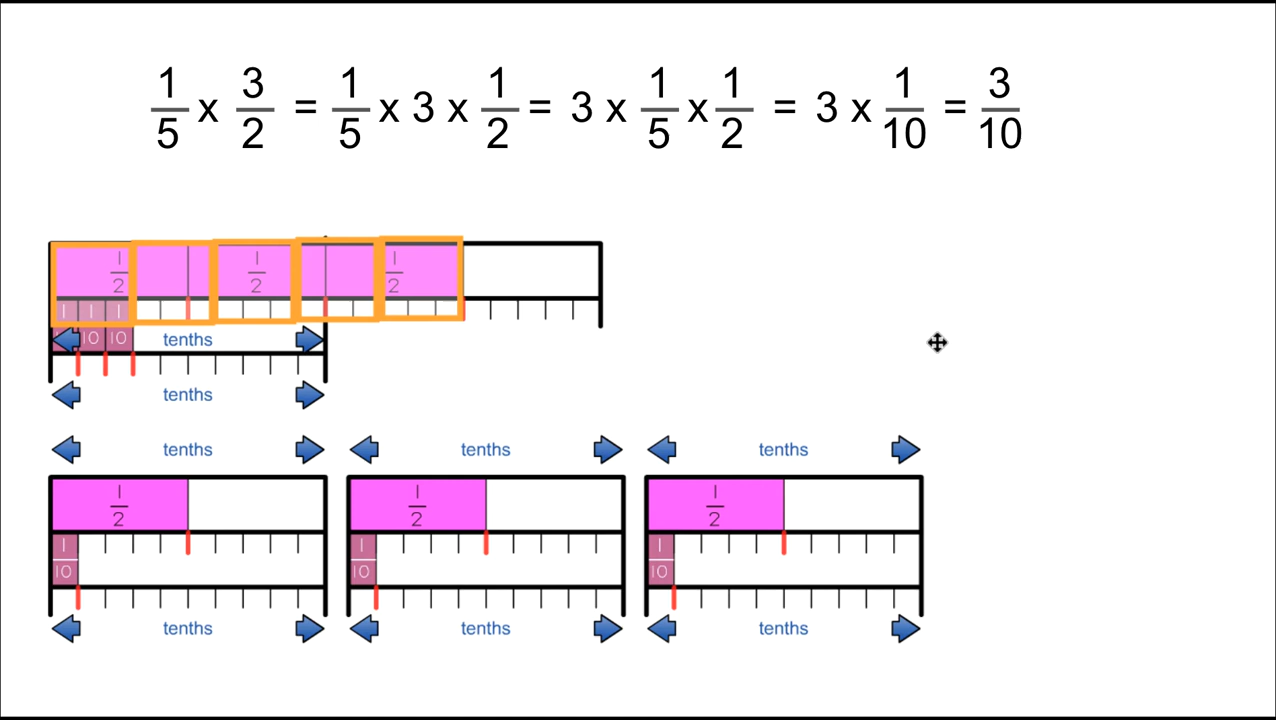 1/5 x 3/2 = 1/5 x 3 x 1/2 = 3 x 1/5 x 1/2 = 3 x 1/10 = 3/10
1/2 1/2 1/2
1 1 1
10 10
tenths
tenths
tenths tenths tenths
1/2 1/2 1/2
1/10 1/10 1/10
tenths tenths tenths